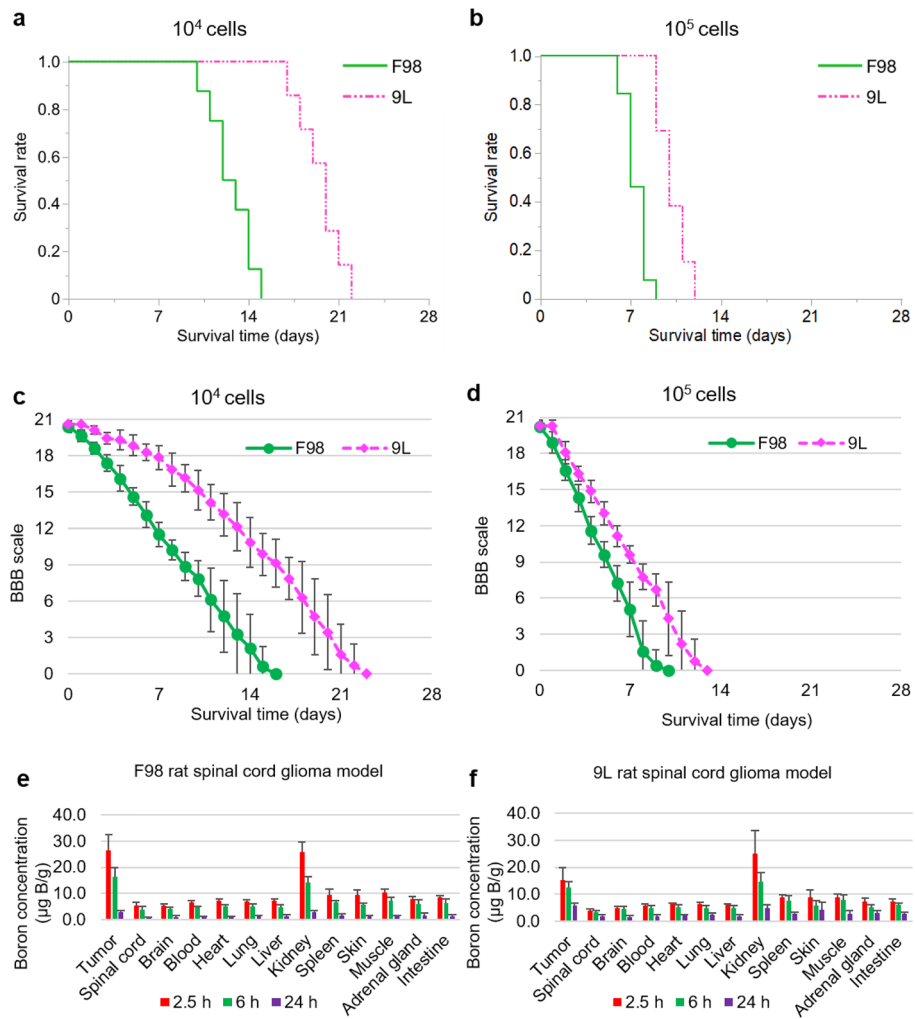 a
10⁴ cells
F98
9L
Survival rate
1.0
0.8
0.6
0.4
0.2
0
0 7 14 21 28
Survival time (days)
b
10⁵ cells
F98
9L
Survival rate
1.0
0.8
0.6
0.4
0.2
0
0 7 14 21 28
Survival time (days)
c
10⁴ cells
F98 9L
BBB scale
21
18
15
12
9
6
3
0
0 7 14 21 28
Survival time (days)
d
10⁵ cells
F98 9L
BBB scale
21
18
15
12
9
6
3
0
0 7 14 21 28
Survival time (days)
e
F98 rat spinal cord glioma model
Boron concentration
(µg B/g)
40.0
30.0
20.0
10.0
0.0
Tumor
Spinal cord
Brain
Blood
Heart
Lung
Liver
Kidney
Spleen
Skin
Muscle
Adrenal gland
Intestine
2.5 h 6 h 24 h
f
9L rat spinal cord glioma model
Boron concentration
(µg B/g)
40.0
30.0
20.0
10.0
0.0
Tumor
Spinal cord
Brain
Blood
Heart
Lung
Liver
Kidney
Spleen
Skin
Muscle
Adrenal gland
Intestine
2.5 h 6 h 24 h